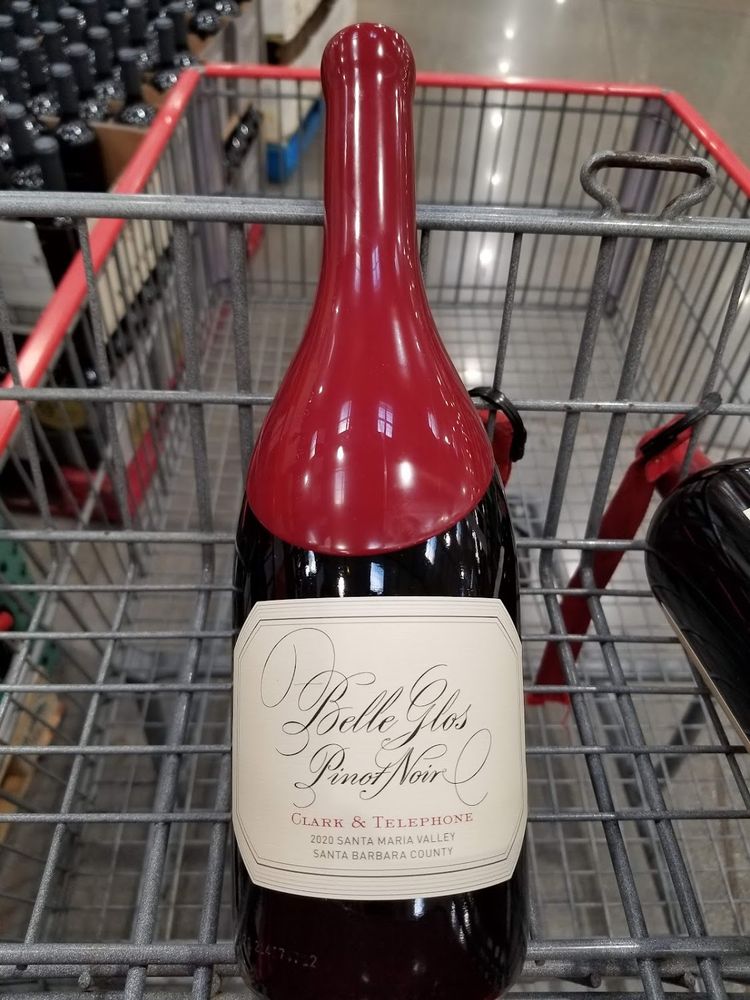 Belle Glos
Pinot Noir
CLARK & TELEPHONE
2020 SANTA MARIA VALLEY
SANTA BARBARA COUNTY